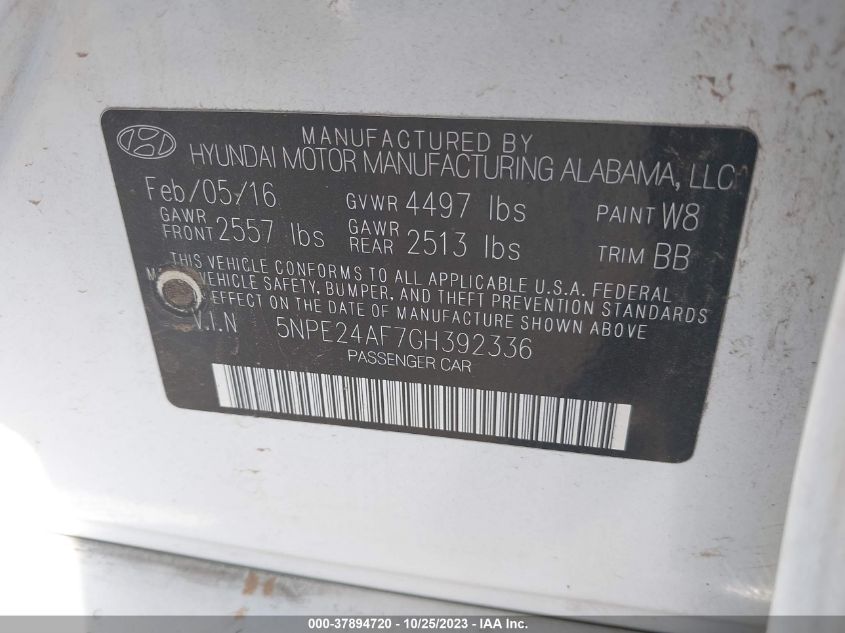 MANUFACTURED BY
HYUNDAI MOTOR MANUFACTURING ALABAMA, LLC
Feb/05/16 GVWR 4497 lbs PAINT W8
GAWR FRONT 2557 lbs GAWR REAR 2513 lbs TRIM BB
THIS VEHICLE CONFORMS TO ALL APPLICABLE U.S.A. FEDERAL
VEHICLE SAFETY, BUMPER, AND THEFT PREVENTION STANDARDS
EFFECT ON THE DATE OF MANUFACTURE SHOWN ABOVE
V.I.N 5NPE24AF7GH392336
PASSENGER CAR
000-37894720 - 10/25/2023 - IAA Inc.